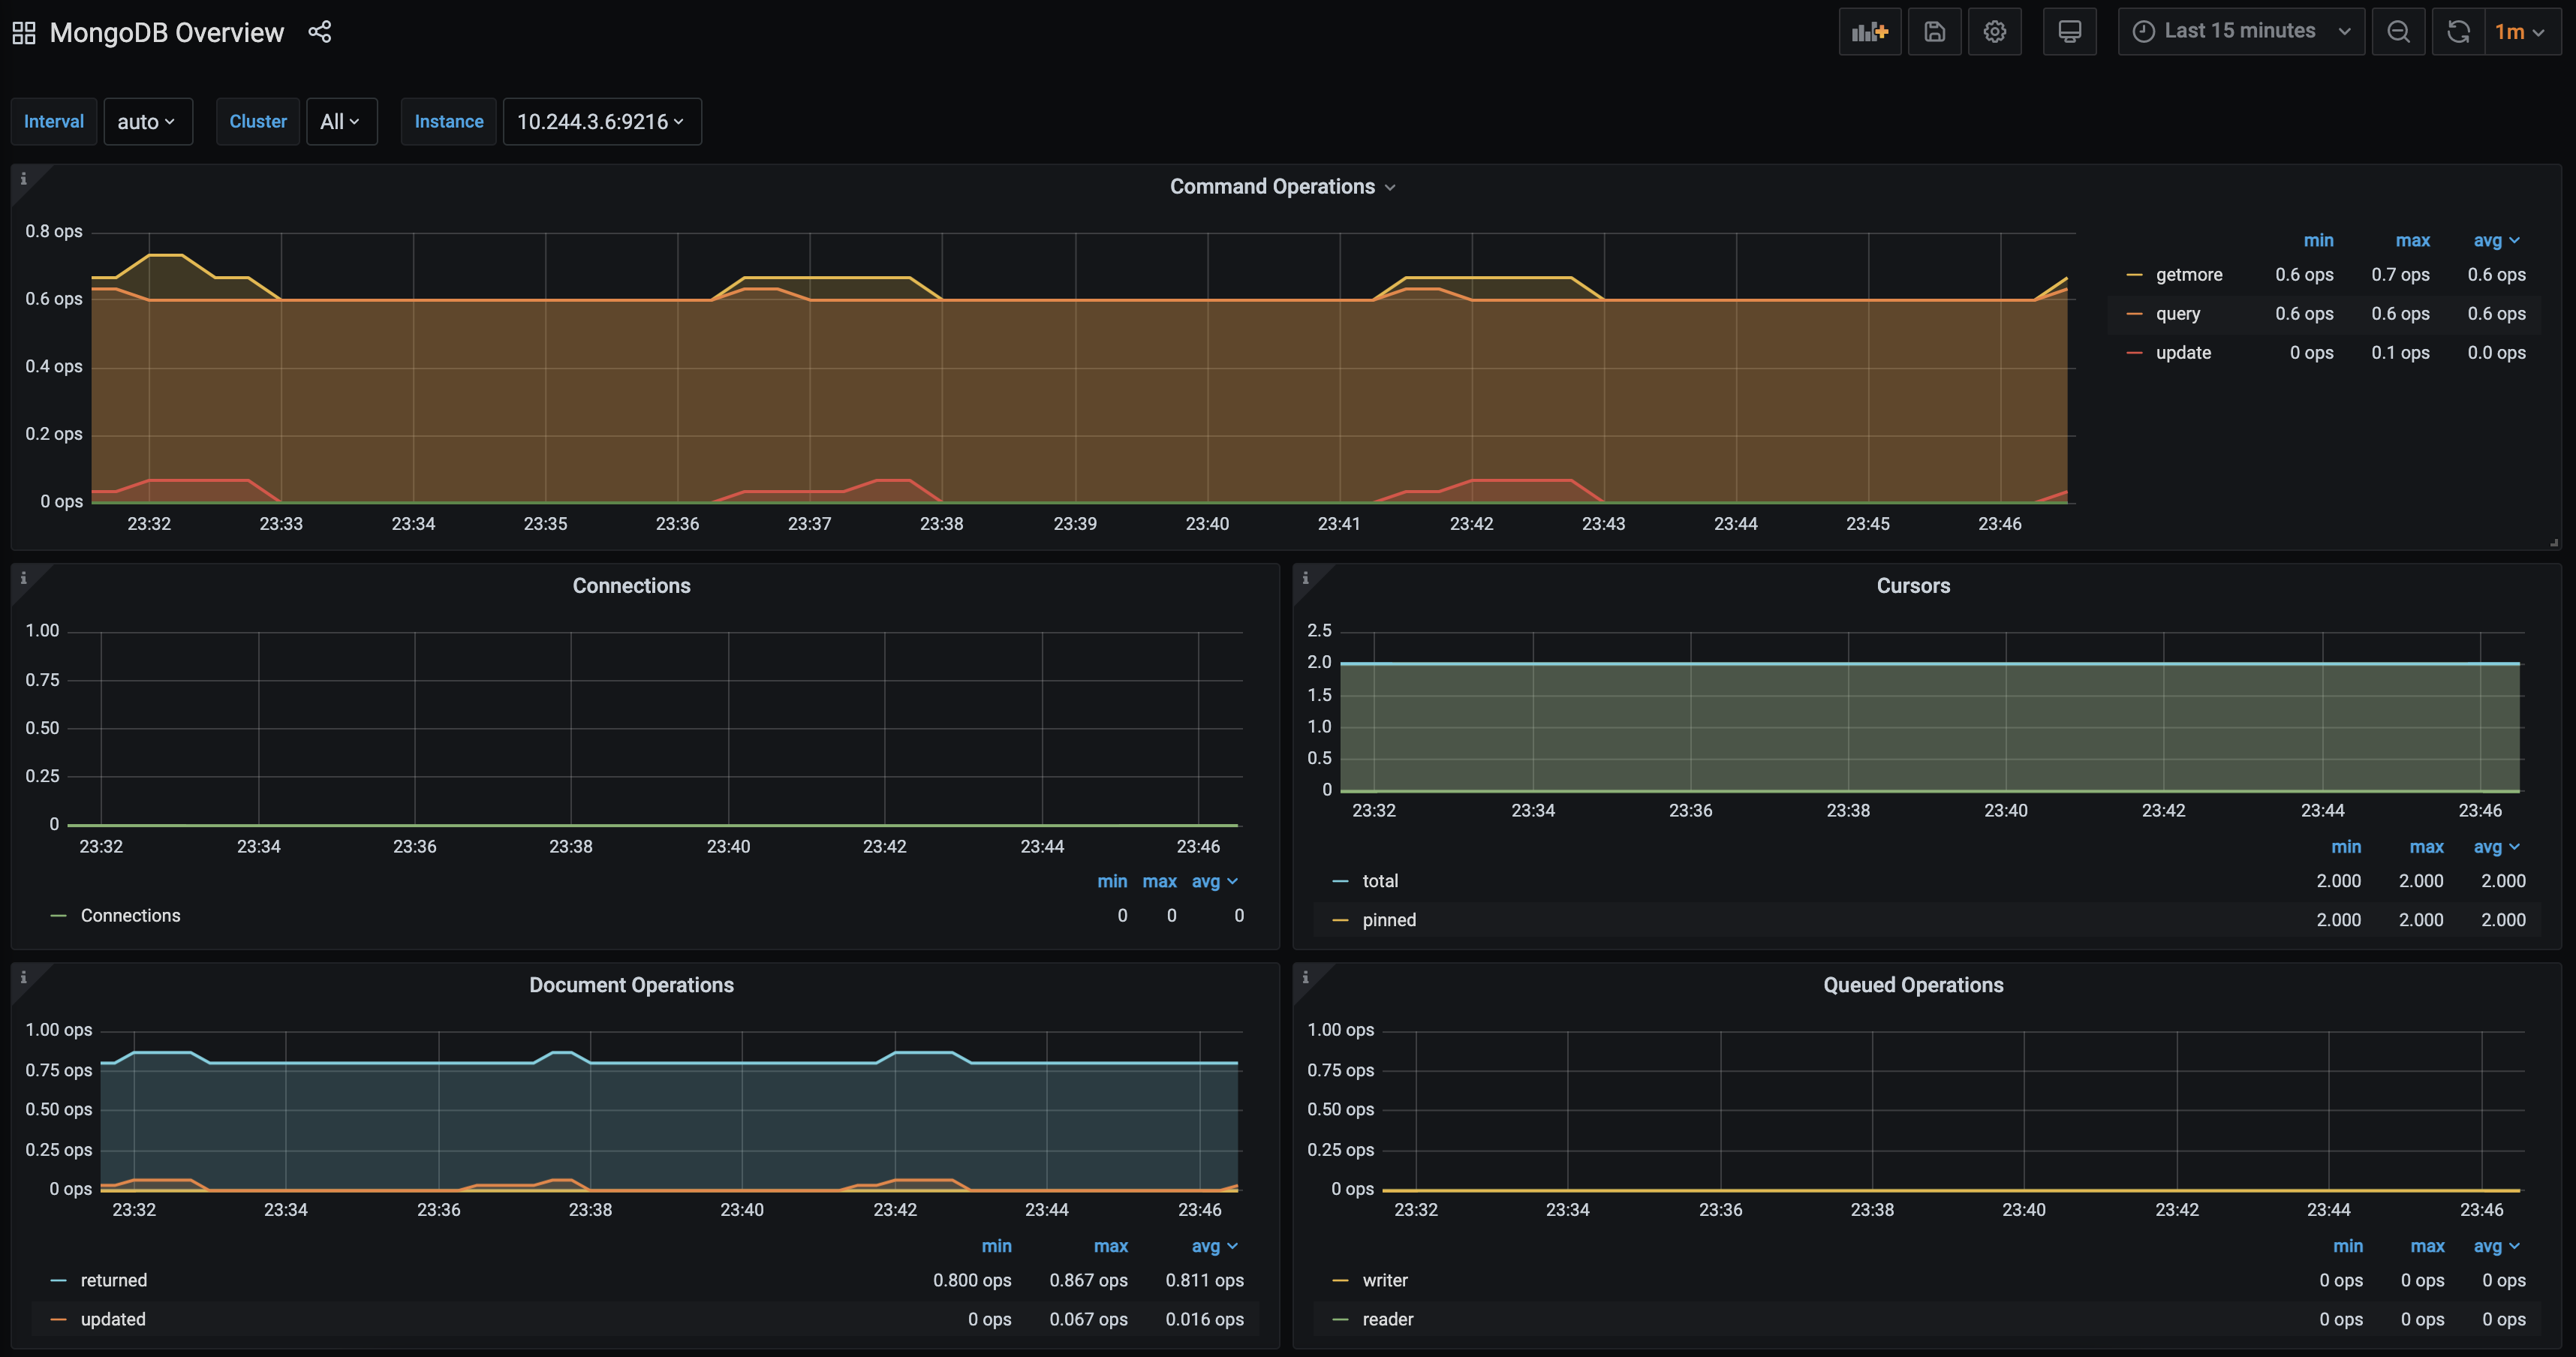 MongoDB Overview
Last 15 minutes 1m
Interval auto Cluster All Instance 10.244.3.6:9216
Command Operations
0.8 ops
0.6 ops
0.4 ops
0.2 ops
0 ops
23:32 23:33 23:34 23:35 23:36 23:37 23:38 23:39 23:40 23:41 23:42 23:43 23:44 23:45 23:46
min max avg
getmore 0.6 ops 0.7 ops 0.6 ops
query 0.6 ops 0.6 ops 0.6 ops
update 0 ops 0.1 ops 0.0 ops
Connections
1.00
0.75
0.50
0.25
0
23:32 23:34 23:36 23:38 23:40 23:42 23:44 23:46
min max avg
Connections 0 0 0
Cursors
2.5
2.0
1.5
1.0
0.5
0
23:32 23:34 23:36 23:38 23:40 23:42 23:44 23:46
min max avg
total 2.000 2.000 2.000
pinned 2.000 2.000 2.000
Document Operations
1.00 ops
0.75 ops
0.50 ops
0.25 ops
0 ops
23:32 23:34 23:36 23:38 23:40 23:42 23:44 23:46
min max avg
returned 0.800 ops 0.867 ops 0.811 ops
updated 0 ops 0.067 ops 0.016 ops
Queued Operations
1.00 ops
0.75 ops
0.50 ops
0.25 ops
0 ops
23:32 23:34 23:36 23:38 23:40 23:42 23:44 23:46
min max avg
writer 0 ops 0 ops 0 ops
reader 0 ops 0 ops 0 ops